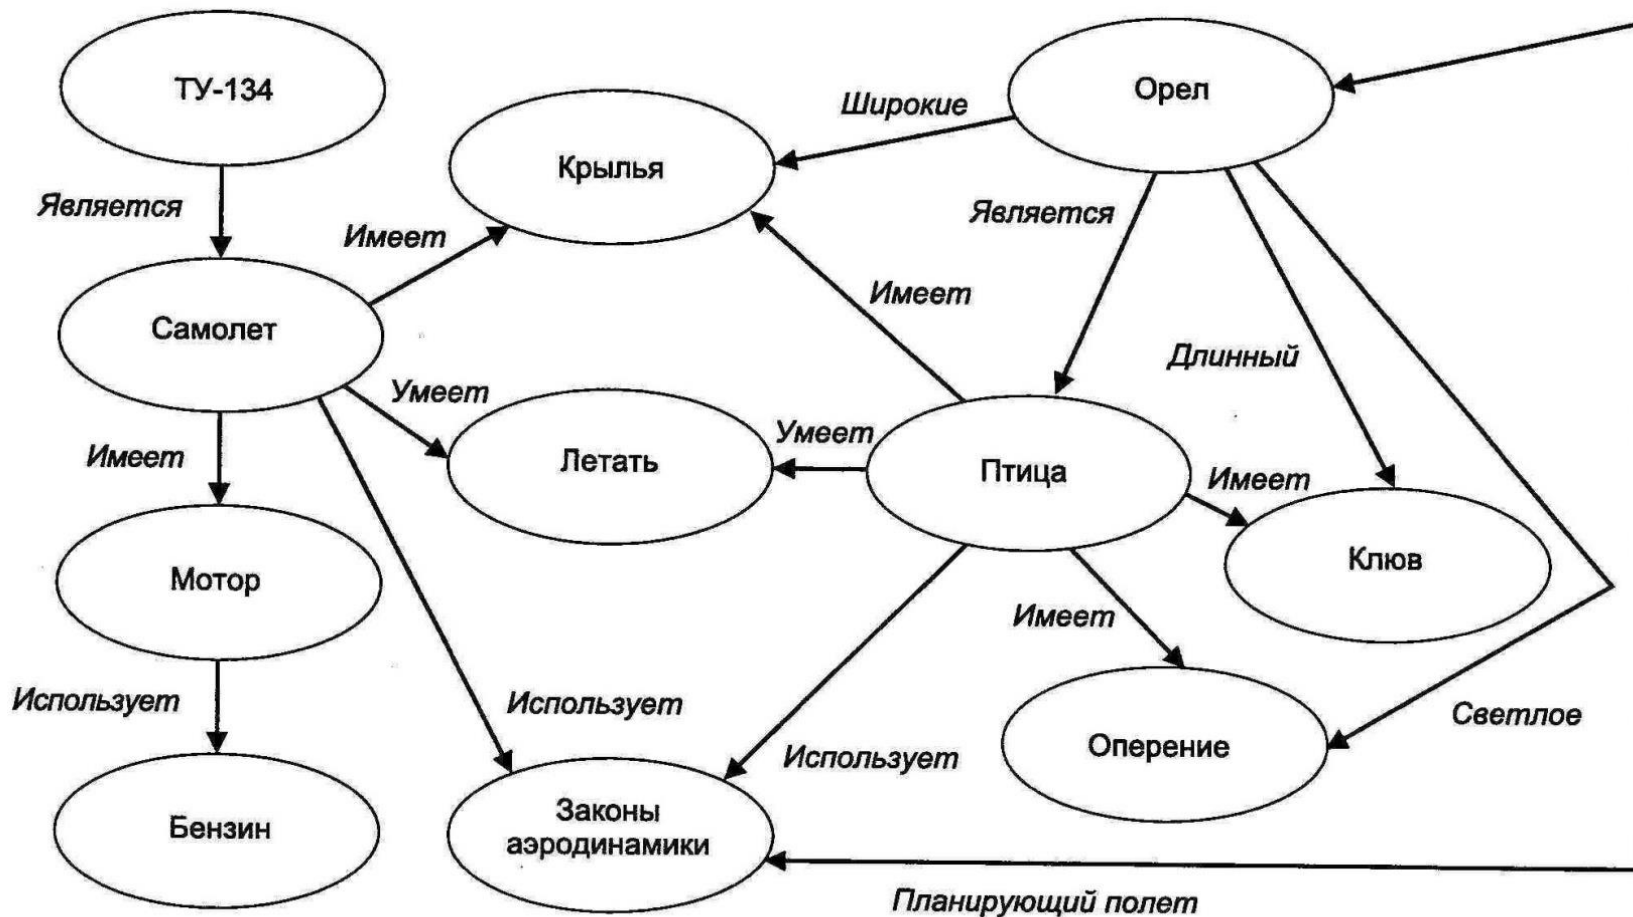 ТУ-134
Орел
Широкие
Крылья
Является
Является
Имеет
Имеет
Самолет
Длинный
Умеет
Умеет
Имеет
Летать
Птица
Имеет
Мотор
Клюв
Имеет
Использует
Использует
Светлое
Оперение
Использует
Бензин
Законы
аэродинамики
Планирующий полет